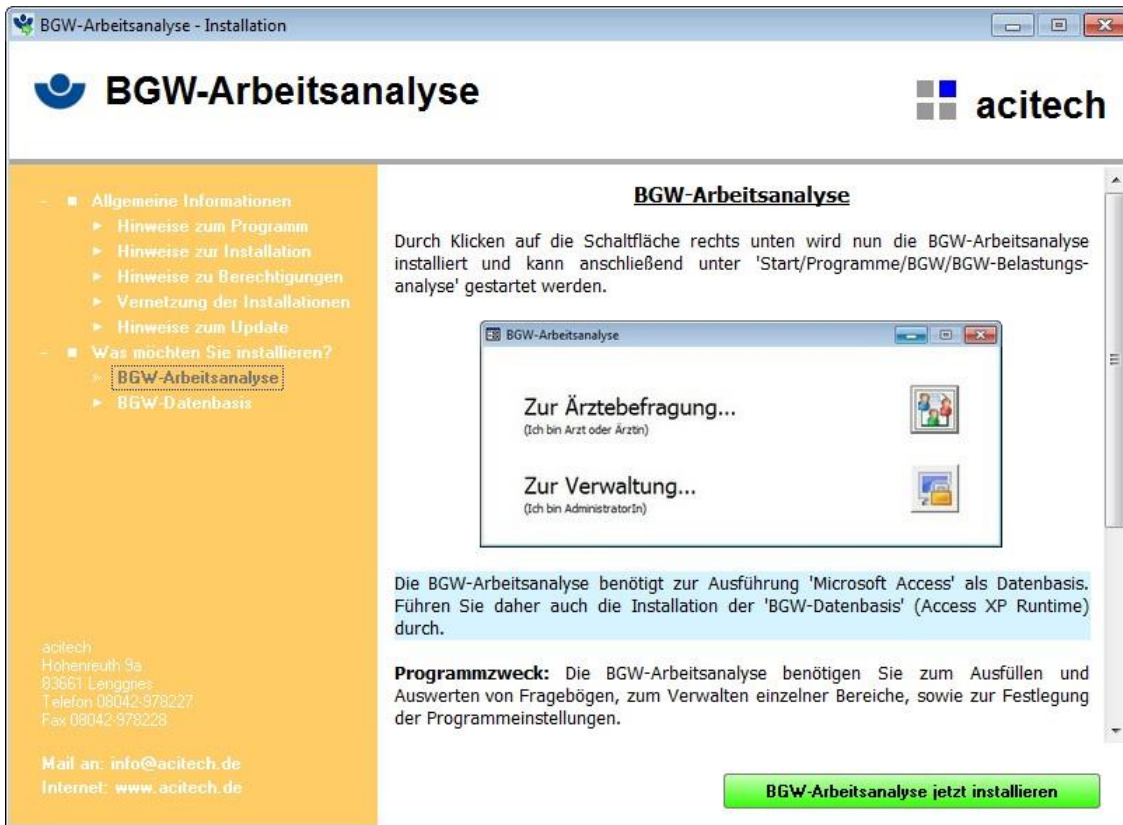 BGW-Arbeitsanalyse - Installation
BGW-Arbeitsanalyse
acitech
Allgemeine Informationen
Hinweise zum Programm
Hinweise zur Installation
Hinweise zu Berechtigungen
Vernetzung der Installationen
Hinweise zum Update
Was möchten Sie installieren?
BGW-Arbeitsanalyse
BGW-Datenbasis
acitech
Hohenreuth 9a
83661 Lenggries
Telefon 08042-978227
Fax 08042-978228
Mail an: info@acitech.de
Internet: www.acitech.de
BGW-Arbeitsanalyse
Durch Klicken auf die Schaltfläche rechts unten wird nun die BGW-Arbeitsanalyse
installiert und kann anschließend unter 'Start/Programme/BGW/BGW-Belastungs-
analyse' gestartet werden.
BGW-Arbeitsanalyse
Zur Ärztebefragung...
(Ich bin Arzt oder Ärztin)
Zur Verwaltung...
(Ich bin AdministratorIn)
Die BGW-Arbeitsanalyse benötigt zur Ausführung 'Microsoft Access' als Datenbasis.
Führen Sie daher auch die Installation der 'BGW-Datenbasis' (Access XP Runtime)
durch.
Programmzweck: Die BGW-Arbeitsanalyse benötigen Sie zum Ausfüllen und
Auswerten von Fragebögen, zum Verwalten einzelner Bereiche, sowie zur Festlegung
der Programmeinstellungen.
BGW-Arbeitsanalyse jetzt installieren